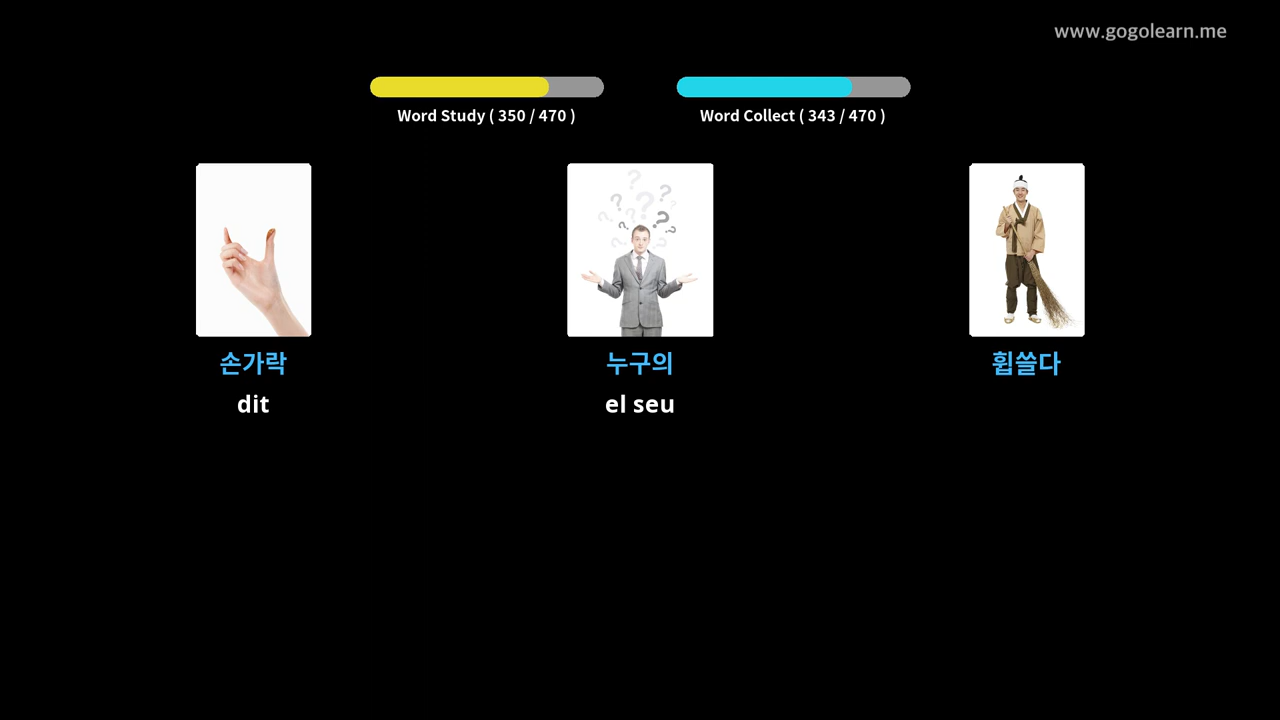 www.gogolearn.me
Word Study ( 350 / 470 )
Word Collect ( 343 / 470 )
손가락
누구의
휩쓸다
dit
el seu